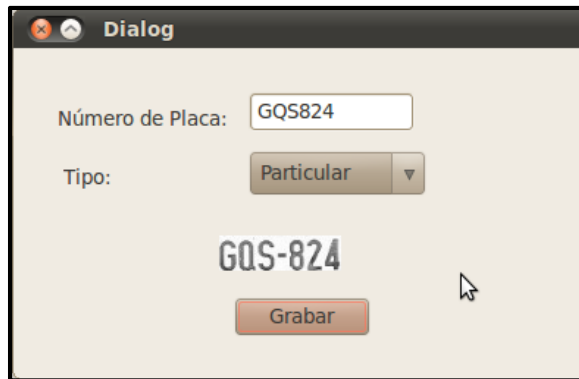 Dialog
Número de Placa: GQS824
Tipo: Particular
GQS-824
Grabar